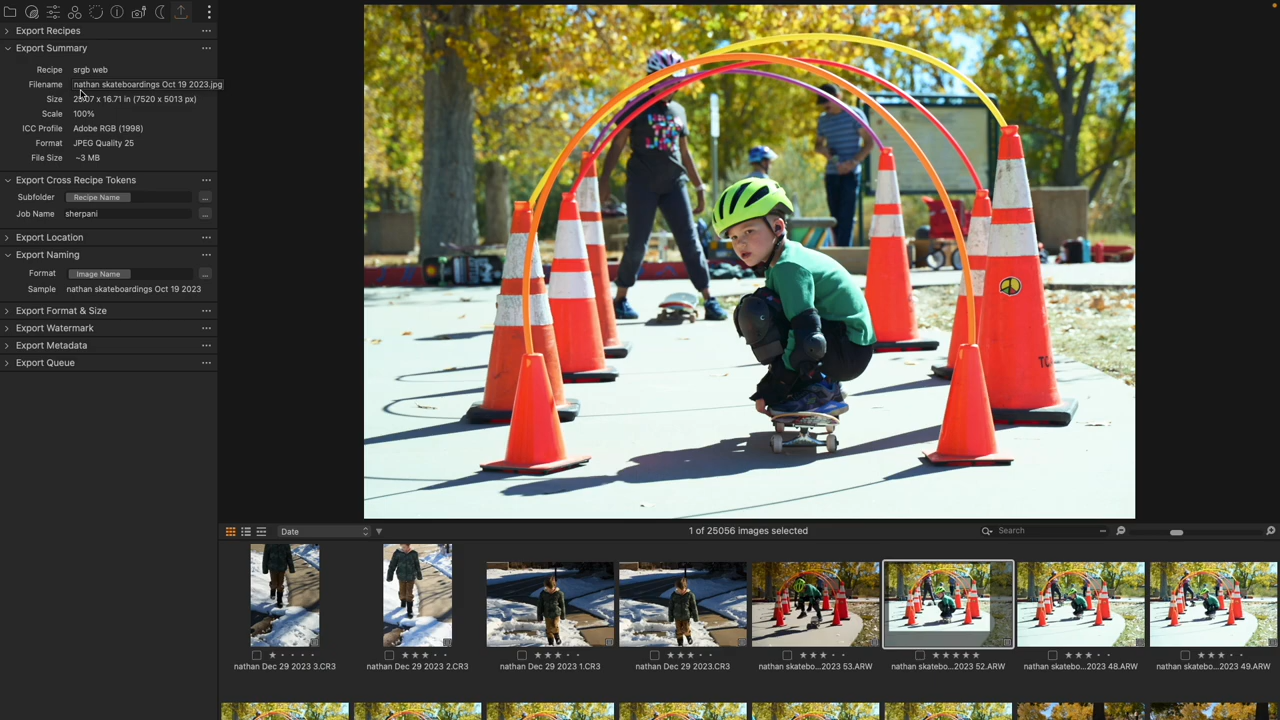 Export Recipes
Export Summary
Recipe srgb web
Filename nathan skateboardings Oct 19 2023.jpg
Size 25.07 x 16.71 in (7520 x 5013 px)
Scale 100%
ICC Profile Adobe RGB (1998)
Format JPEG Quality 25
File Size ~3 MB
Export Cross Recipe Tokens
Subfolder Recipe Name ...
Job Name sherpani ...
Export Location
Export Naming
Format Image Name ...
Sample nathan skateboardings Oct 19 2023
Export Format & Size
Export Watermark
Export Metadata
Export Queue
TC
Date 1 of 25056 images selected Search
nathan Dec 29 2023 3.CR3 nathan Dec 29 2023 2.CR3 nathan Dec 29 2023 1.CR3 nathan Dec 29 2023.CR3 nathan skatebo...2023 53.ARW nathan skatebo...2023 52.ARW nathan skatebo...2023 48.ARW nathan skatebo...2023 49.ARW